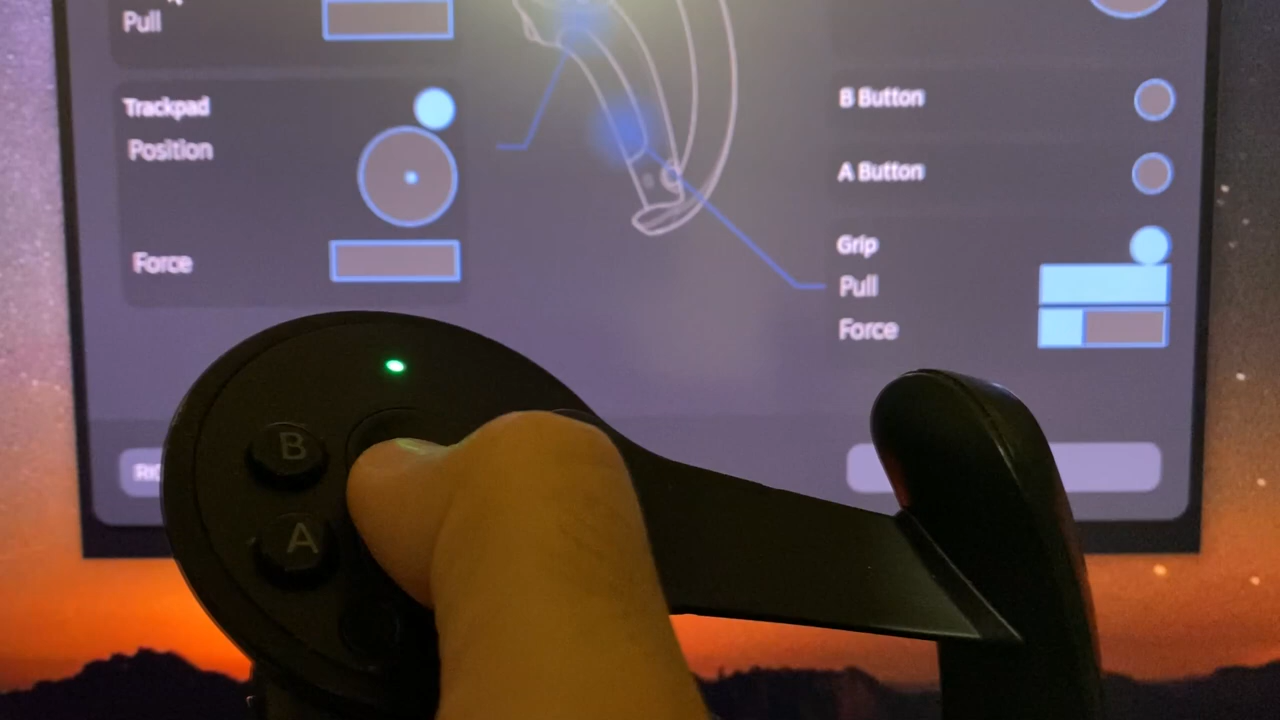 Pull
Trackpad
Position
Force
B Button
A Button
Grip
Pull
Force
B
A